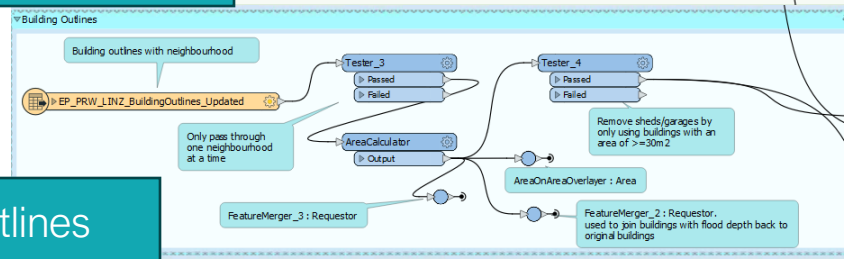 Building Outlines
Building outlines with neighbourhood
EP_PRW_LINZ_BuildingOutlines_Updated
Tester_3
Passed
Failed
Tester_4
Passed
Failed
Only pass through
one neighbourhood
at a time
AreaCalculator
Output
Remove sheds/garages by
only using buildings with an
area of >=30m2
AreaOnAreaOverlayer : Area
FeatureMerger_3 : Requestor
FeatureMerger_2 : Requestor.
used to join buildings with flood depth back to
original buildings
tlines